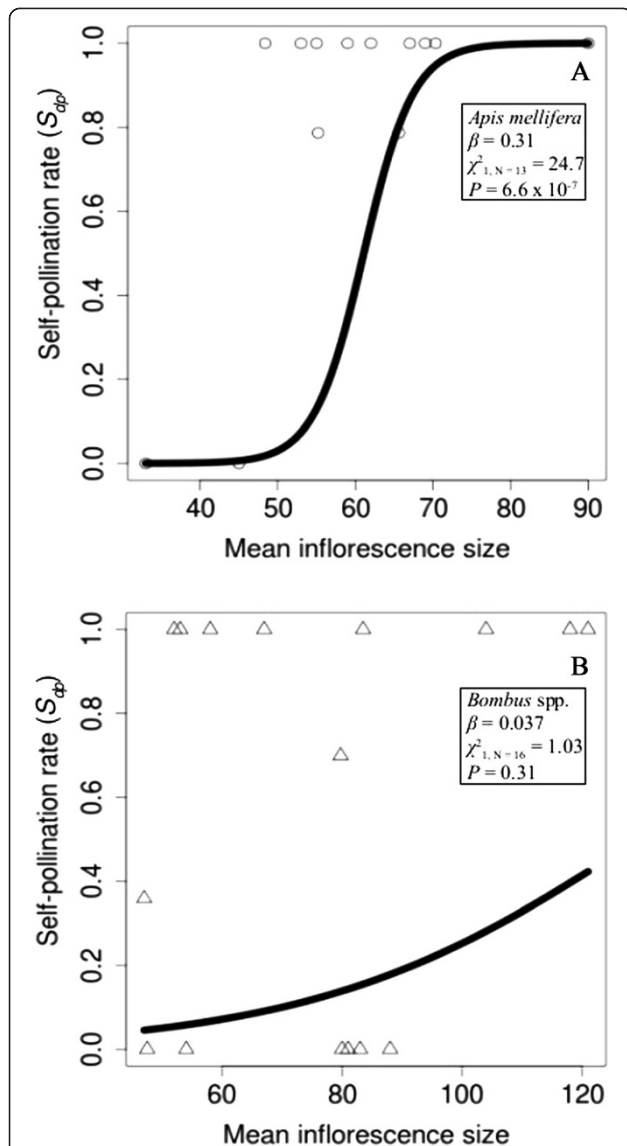 A
Apis mellifera
β = 0.31
χ²₁, N = 13 = 24.7
P = 6.6 x 10⁻⁷
Self-pollination rate (S_dp)
1.0
0.8
0.6
0.4
0.2
0.0
40 50 60 70 80 90
Mean inflorescence size
B
Bombus spp.
β = 0.037
χ²₁, N = 16 = 1.03
P = 0.31
Self-pollination rate (S_dp)
1.0
0.8
0.6
0.4
0.2
0.0
60 80 100 120
Mean inflorescence size